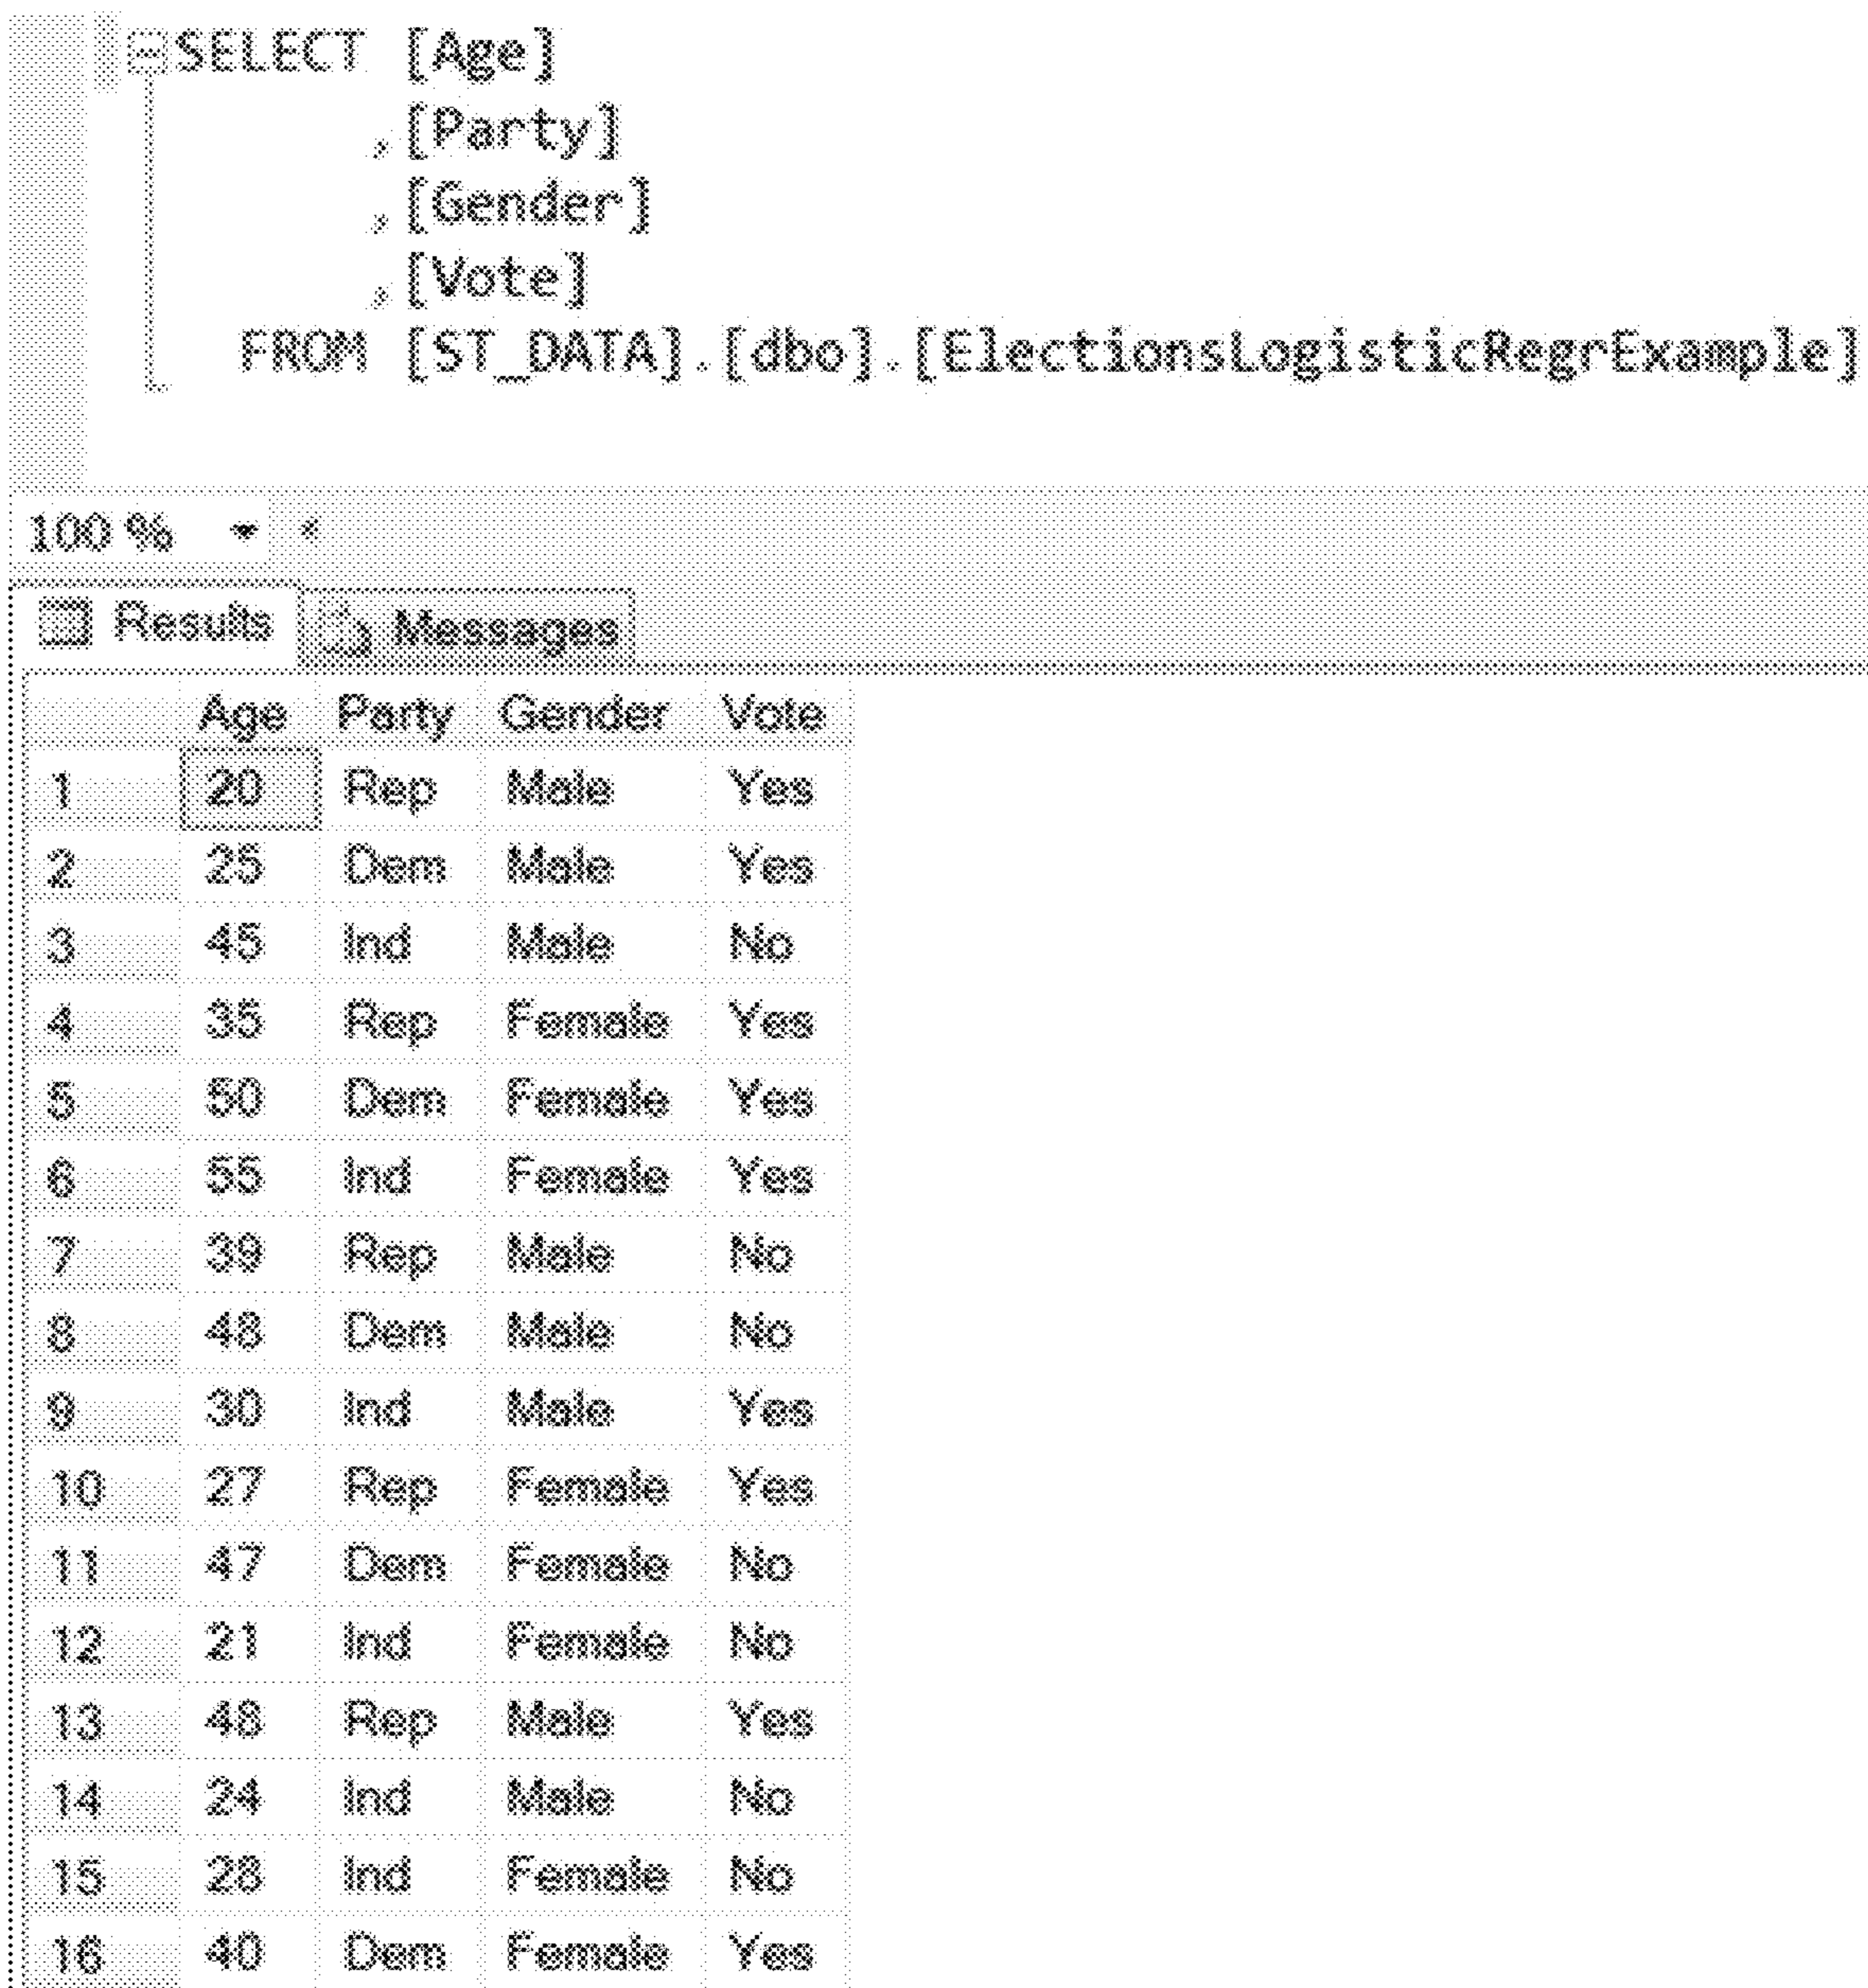 SELECT [Age]
,[Party]
,[Gender]
,[Vote]
FROM [ST_DATA].[dbo].[ElectionsLogisticRegrExample]
100 %
Results Messages
Age Party Gender Vote
1 20 Rep Male Yes
2 25 Dem Male Yes
3 45 Ind Male No
4 35 Rep Female Yes
5 50 Dem Female Yes
6 55 Ind Female Yes
7 39 Rep Male No
8 48 Dem Male No
9 30 Ind Male Yes
10 27 Rep Female Yes
11 47 Dem Female No
12 21 Ind Female No
13 48 Rep Male Yes
14 24 Ind Male No
15 28 Ind Female No
16 40 Dem Female Yes